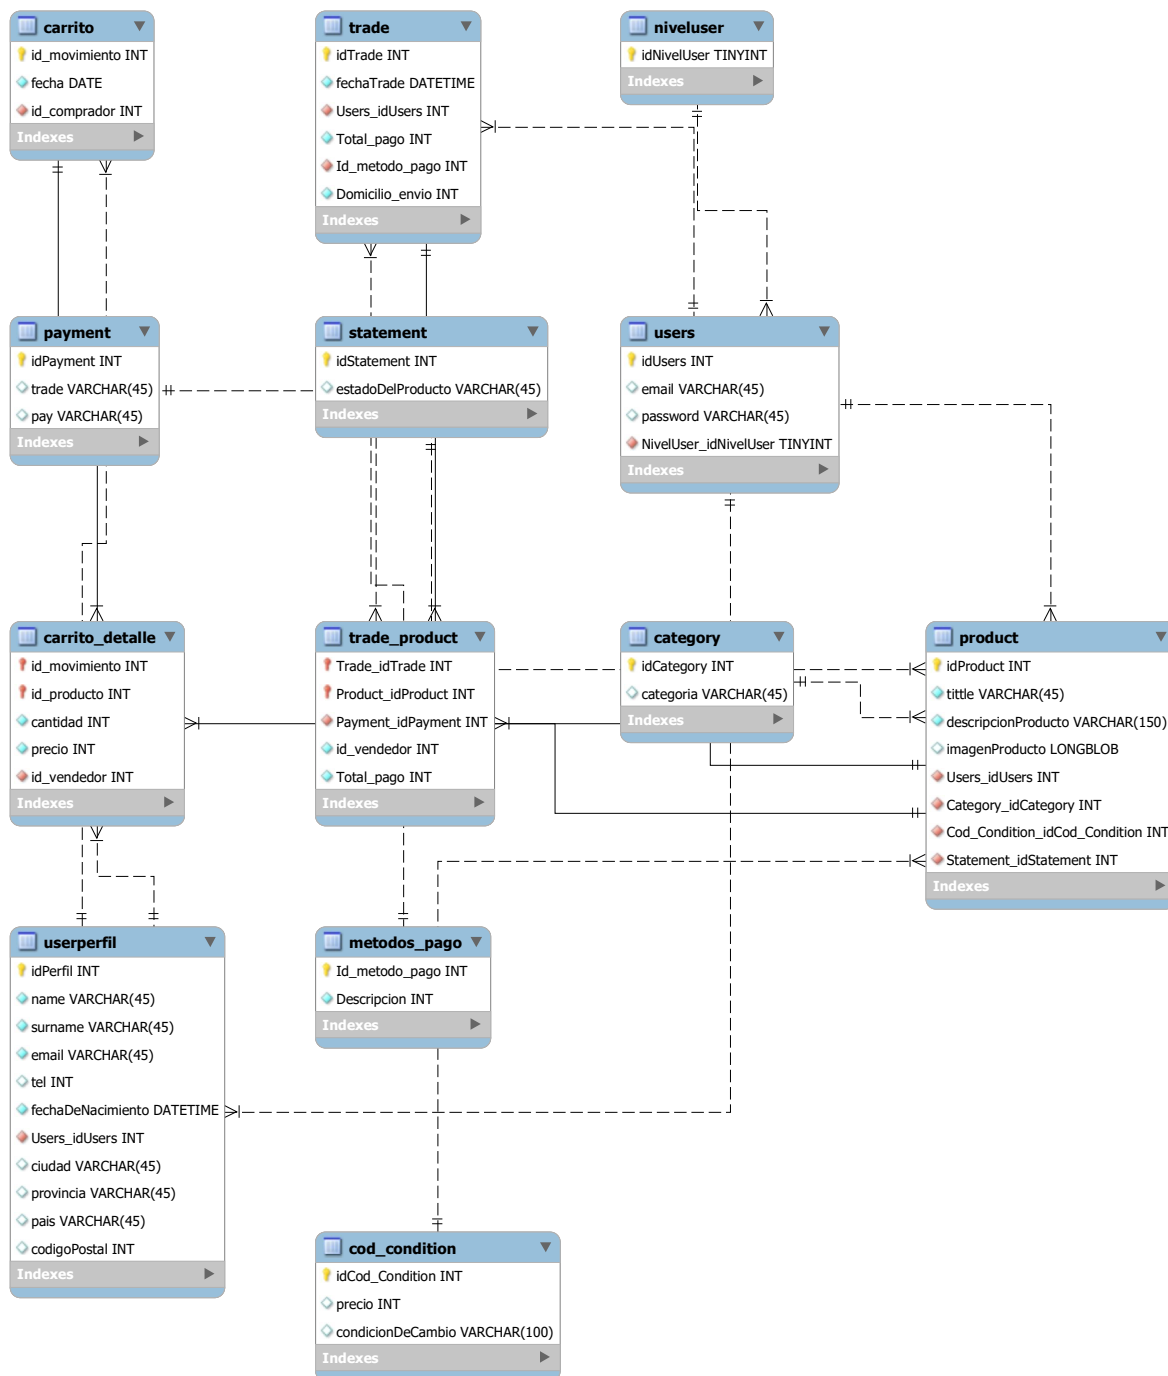 carrito
id_movimiento INT
fecha DATE
id_comprador INT
Indexes
trade
idTrade INT
fechaTrade DATETIME
Users_idUsers INT
Total_pago INT
Id_metodo_pago INT
Domicilio_envio INT
Indexes
niveluser
idNivelUser TINYINT
Indexes
payment
idPayment INT
trade VARCHAR(45)
pay VARCHAR(45)
Indexes
statement
idStatement INT
estadoDelProducto VARCHAR(45)
Indexes
users
idUsers INT
email VARCHAR(45)
password VARCHAR(45)
NivelUser_idNivelUser TINYINT
Indexes
carrito_detalle
id_movimiento INT
id_producto INT
cantidad INT
precio INT
id_vendedor INT
Indexes
trade_product
Trade_idTrade INT
Product_idProduct INT
Payment_idPayment INT
id_vendedor INT
Total_pago INT
Indexes
category
idCategory INT
categoria VARCHAR(45)
Indexes
product
idProduct INT
tittle VARCHAR(45)
descripcionProducto VARCHAR(150)
imagenProducto LONGBLOB
Users_idUsers INT
Category_idCategory INT
Cod_Condition_idCod_Condition INT
Statement_idStatement INT
Indexes
userperfil
idPerfil INT
name VARCHAR(45)
surname VARCHAR(45)
email VARCHAR(45)
tel INT
fechaDeNacimiento DATETIME
Users_idUsers INT
ciudad VARCHAR(45)
provincia VARCHAR(45)
pais VARCHAR(45)
codigoPostal INT
Indexes
metodos_pago
Id_metodo_pago INT
Descripcion INT
Indexes
cod_condition
idCod_Condition INT
precio INT
condicionDeCambio VARCHAR(100)
Indexes